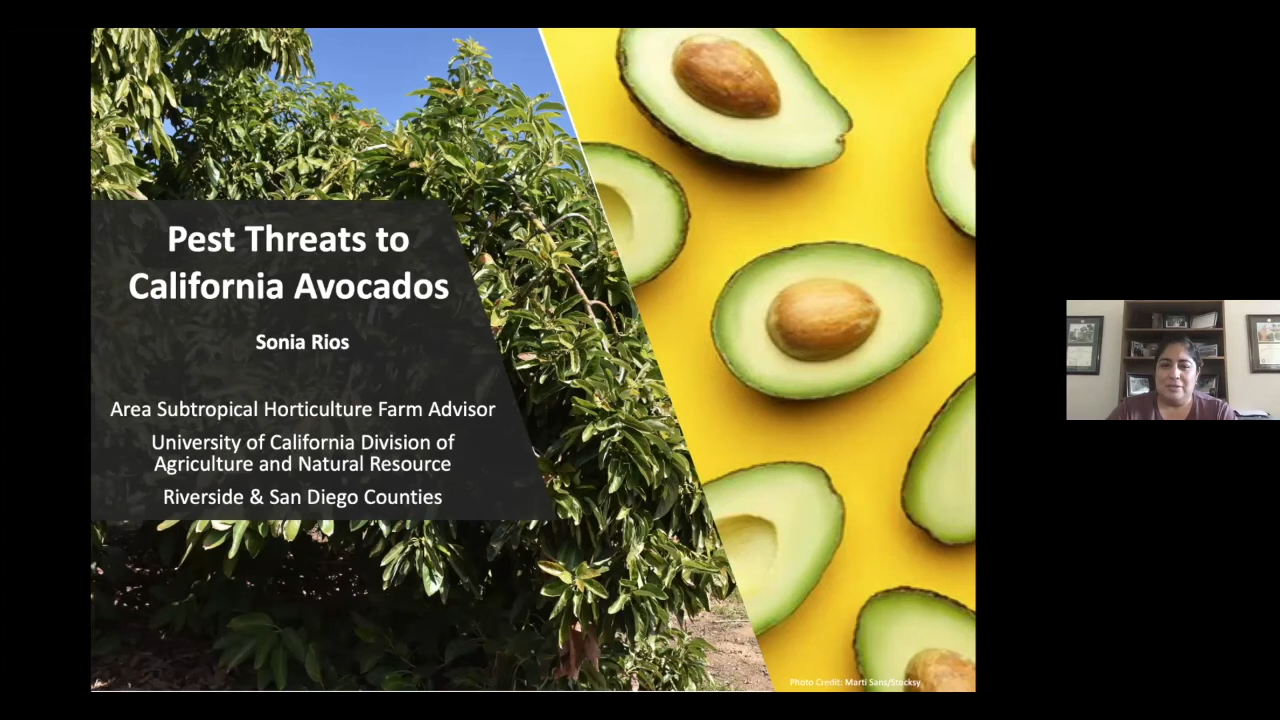 Pest Threats to
California Avocados
Sonia Rios
Area Subtropical Horticulture Farm Advisor
University of California Division of
Agriculture and Natural Resource
Riverside & San Diego Counties
Photo Credit: Marti Sans/Stocksy